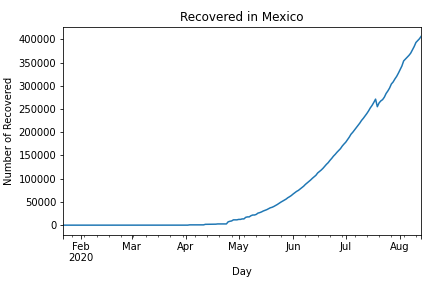 Recovered in Mexico
Number of Recovered
400000
350000
300000
250000
200000
150000
100000
50000
0
Feb
2020
Mar
Apr
May
Jun
Jul
Aug
Day